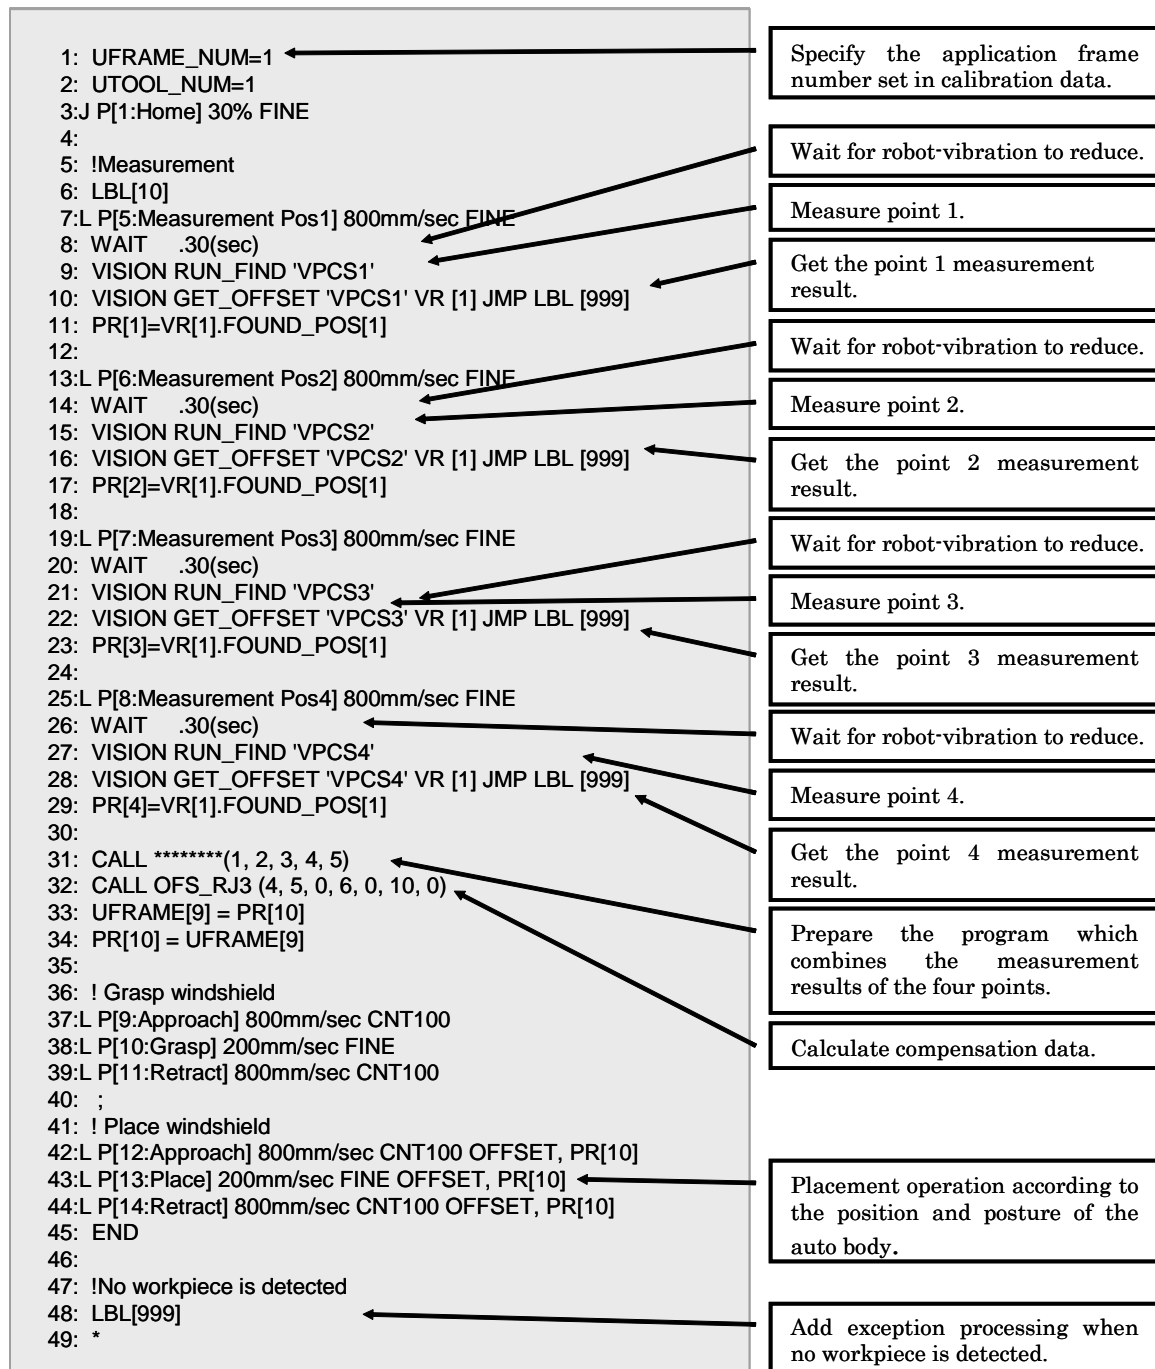 1: UFRAME_NUM=1
2: UTOOL_NUM=1
3:J P[1:Home] 30% FINE
4:
5: !Measurement
6: LBL[10]
7:L P[5:Measurement Pos1] 800mm/sec FINE
8: WAIT .30(sec)
9: VISION RUN_FIND 'VPCS1'
10: VISION GET_OFFSET 'VPCS1' VR [1] JMP LBL [999]
11: PR[1]=VR[1].FOUND_POS[1]
12:
13:L P[6:Measurement Pos2] 800mm/sec FINE
14: WAIT .30(sec)
15: VISION RUN_FIND 'VPCS2'
16: VISION GET_OFFSET 'VPCS2' VR [1] JMP LBL [999]
17: PR[2]=VR[1].FOUND_POS[1]
18:
19:L P[7:Measurement Pos3] 800mm/sec FINE
20: WAIT .30(sec)
21: VISION RUN_FIND 'VPCS3'
22: VISION GET_OFFSET 'VPCS3' VR [1] JMP LBL [999]
23: PR[3]=VR[1].FOUND_POS[1]
24:
25:L P[8:Measurement Pos4] 800mm/sec FINE
26: WAIT .30(sec)
27: VISION RUN_FIND 'VPCS4'
28: VISION GET_OFFSET 'VPCS4' VR [1] JMP LBL [999]
29: PR[4]=VR[1].FOUND_POS[1]
30:
31: CALL ********(1, 2, 3, 4, 5)
32: CALL OFS_RJ3 (4, 5, 0, 6, 0, 10, 0)
33: UFRAME[9] = PR[10]
34: PR[10] = UFRAME[9]
35:
36: ! Grasp windshield
37:L P[9:Approach] 800mm/sec CNT100
38:L P[10:Grasp] 200mm/sec FINE
39:L P[11:Retract] 800mm/sec CNT100
40: ;
41: ! Place windshield
42:L P[12:Approach] 800mm/sec CNT100 OFFSET, PR[10]
43:L P[13:Place] 200mm/sec FINE OFFSET, PR[10]
44:L P[14:Retract] 800mm/sec CNT100 OFFSET, PR[10]
45: END
46:
47: !No workpiece is detected
48: LBL[999]
49: *
Specify the application frame
number set in calibration data.
Wait for robot-vibration to reduce.
Measure point 1.
Get the point 1 measurement
result.
Wait for robot-vibration to reduce.
Measure point 2.
Get the point 2 measurement
result.
Wait for robot-vibration to reduce.
Measure point 3.
Get the point 3 measurement
result.
Wait for robot-vibration to reduce.
Measure point 4.
Get the point 4 measurement
result.
Prepare the program which
combines the measurement
results of the four points.
Calculate compensation data.
Placement operation according to
the position and posture of the
auto body.
Add exception processing when
no workpiece is detected.